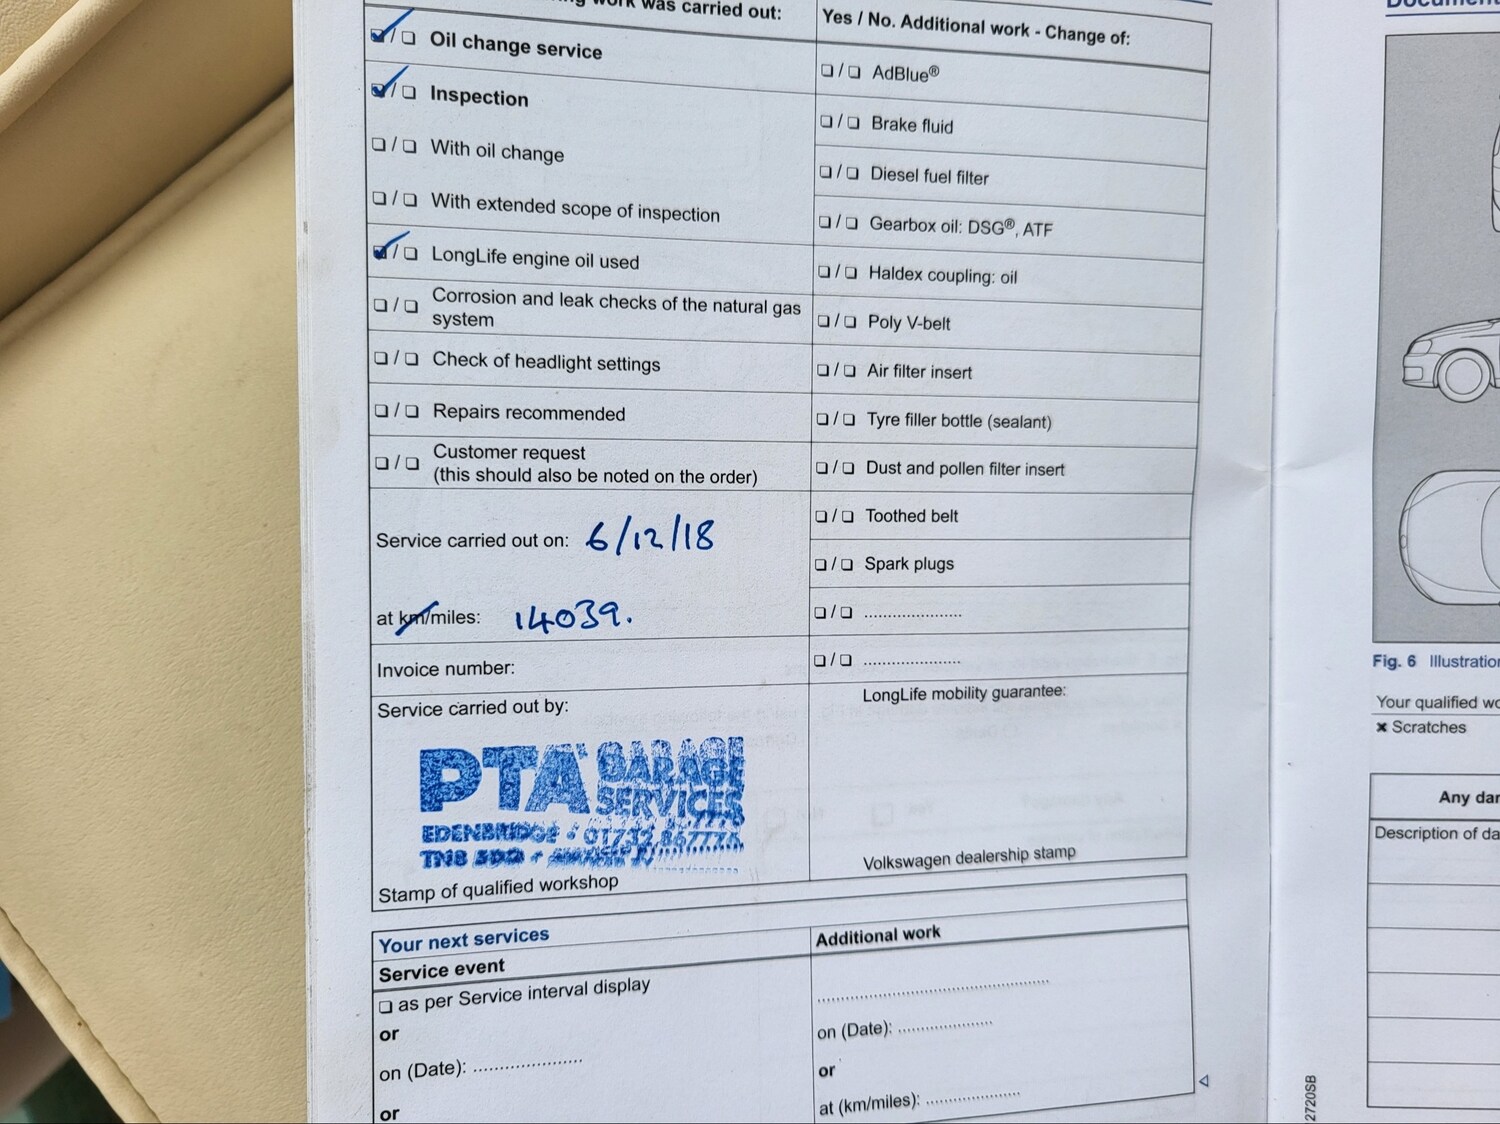 work was carried out:
☑ / ❏ Oil change service
☑ / ❏ Inspection
❏ / ❏ With oil change
❏ / ❏ With extended scope of inspection
☑ / ❏ LongLife engine oil used
❏ / ❏ Corrosion and leak checks of the natural gas
system
❏ / ❏ Check of headlight settings
❏ / ❏ Repairs recommended
❏ / ❏ Customer request
(this should also be noted on the order)
Service carried out on: 6/12/18
at km/miles: 14039.
Invoice number:
Service carried out by:
PTA GARAGE
SERVICES
EDENBRIDGE
TN8
Stamp of qualified workshop
Yes / No. Additional work - Change of:
❏ / ❏ AdBlue®
❏ / ❏ Brake fluid
❏ / ❏ Diesel fuel filter
❏ / ❏ Gearbox oil: DSG®, ATF
❏ / ❏ Haldex coupling: oil
❏ / ❏ Poly V-belt
❏ / ❏ Air filter insert
❏ / ❏ Tyre filler bottle (sealant)
❏ / ❏ Dust and pollen filter insert
❏ / ❏ Toothed belt
❏ / ❏ Spark plugs
❏ / ❏ ....................
❏ / ❏ ....................
LongLife mobility guarantee:
Volkswagen dealership stamp
Your next services
Service event
❏ as per Service interval display
or
on (Date): ....................
or
Additional work
........................................
on (Date): ....................
or
at (km/miles): ....................
Fig. 6 Illustration
Your qualified
✖ Scratches
Any
Description of
2720SB